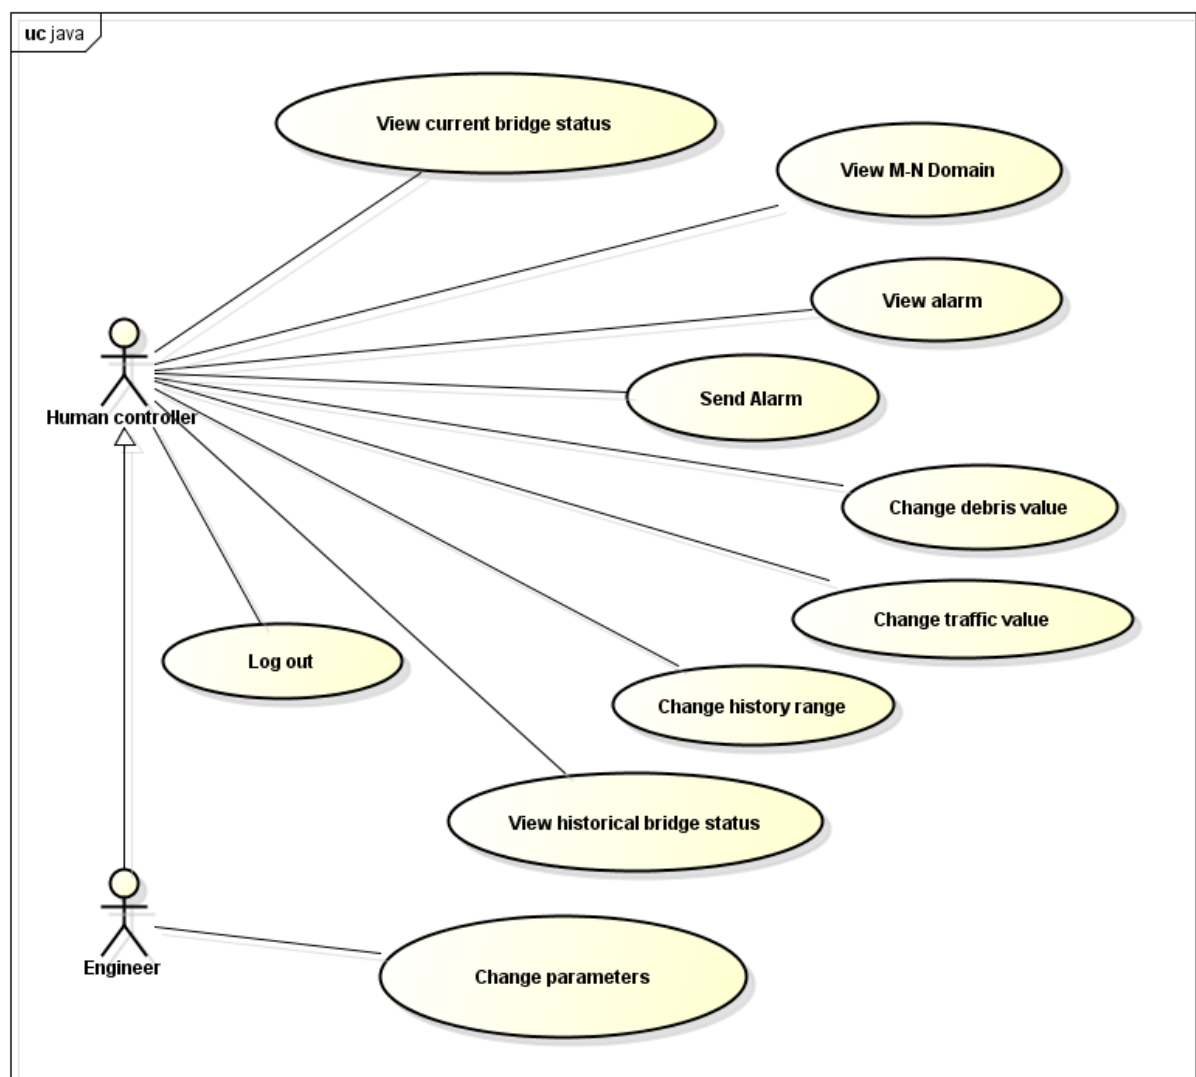 uc java
View current bridge status
View M-N Domain
View alarm
Send Alarm
Human controller
Change debris value
Change traffic value
Log out
Change history range
View historical bridge status
Engineer
Change parameters